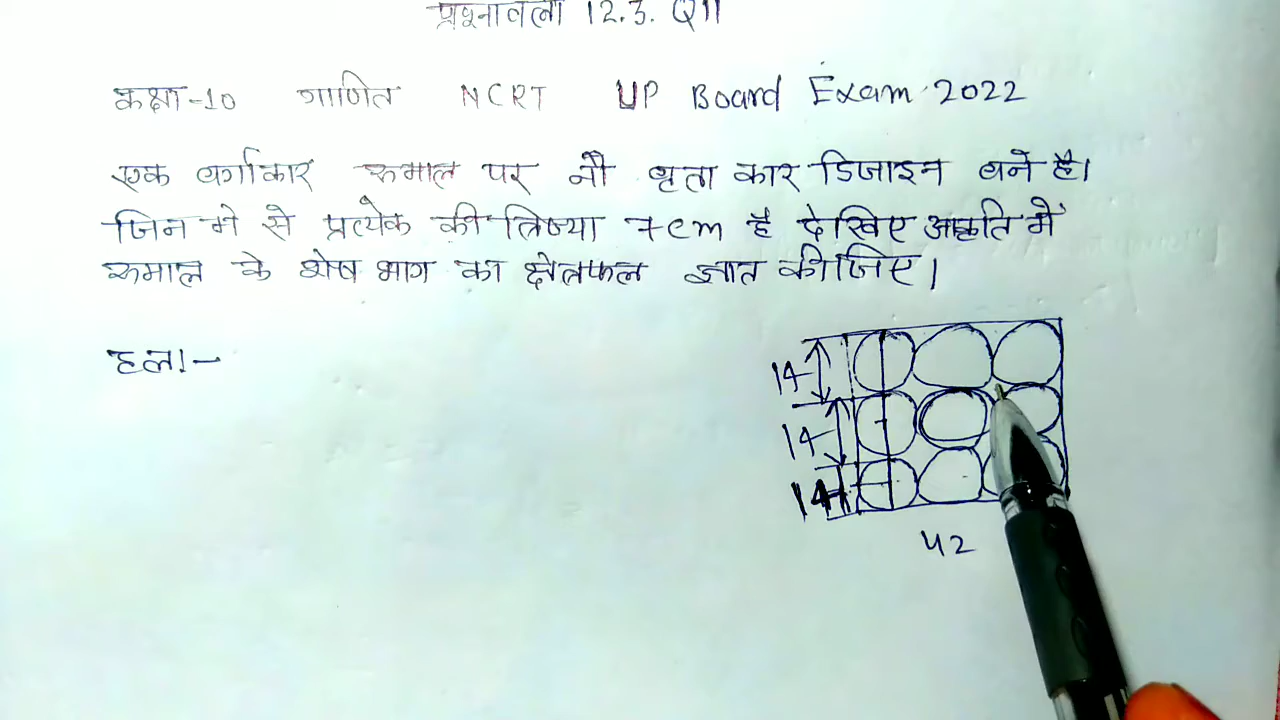 प्रश्नावली 12.3. Q11
कक्षा-10 गणित NCRT UP Board Exam 2022
एक वर्गाकार रूमाल पर नौ वृता कार डिजाइन बने है।
जिन मे से प्रत्येक की त्रिज्या 7cm है देखिए आकृति में
रूमाल के शेष भाग का क्षेत्रफल ज्ञात कीजिए।
हल।-
14
14
14
42